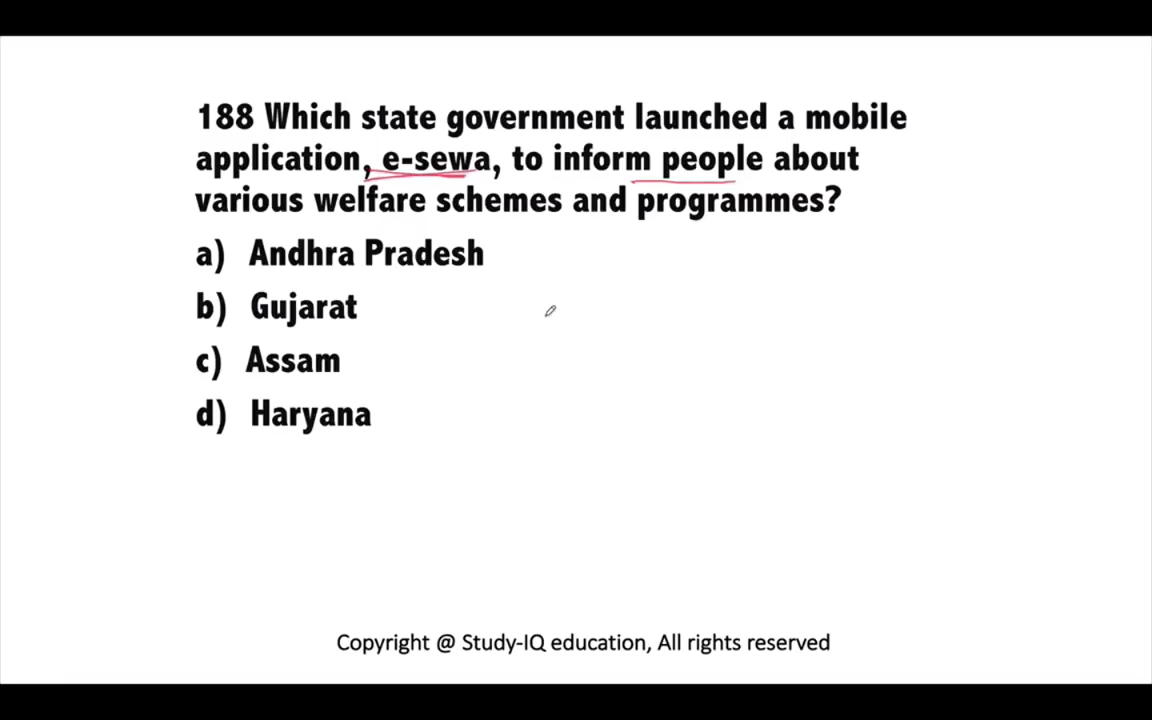 188 Which state government launched a mobile
application, e-sewa, to inform people about
various welfare schemes and programmes?
a) Andhra Pradesh
b) Gujarat
c) Assam
d) Haryana
Copyright @ Study-IQ education, All rights reserved